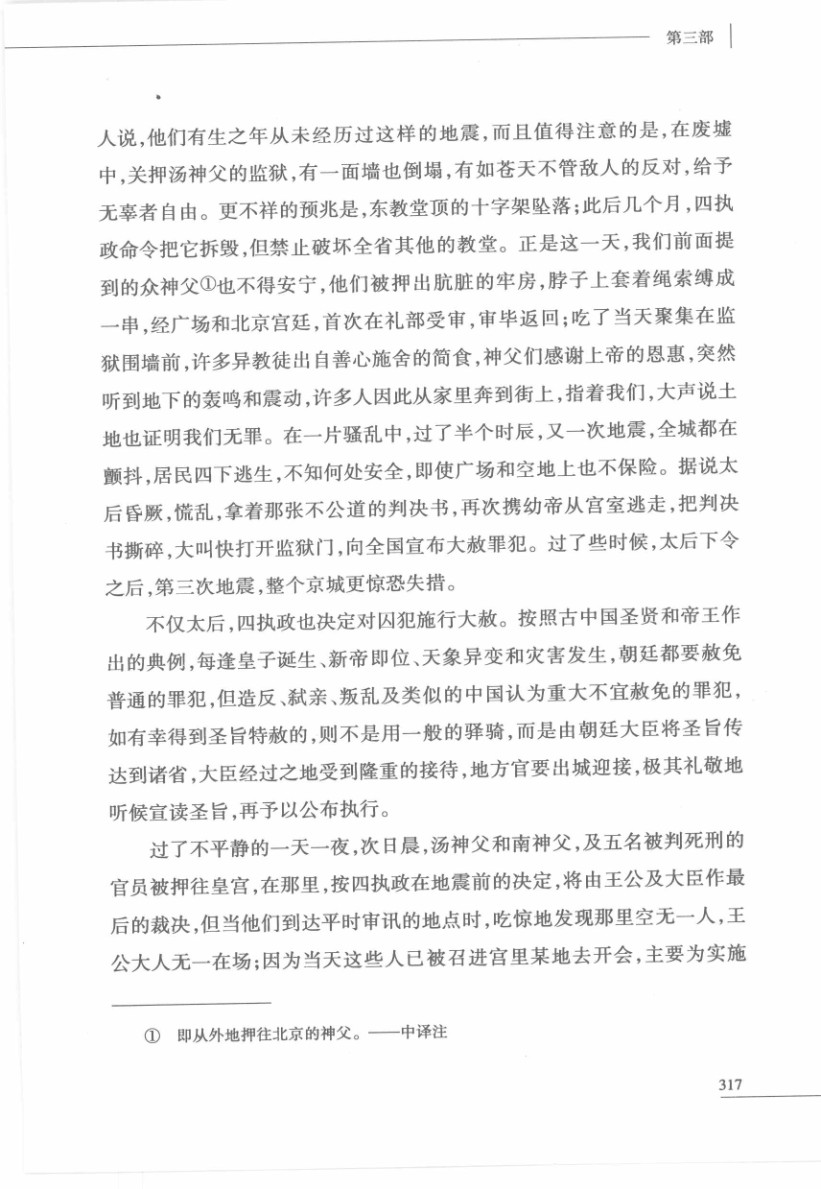 第三部
人说,他们有生之年从未经历过这样的地震,而且值得注意的是,在废墟
中,关押汤神父的监狱,有一面墙也倒塌,有如苍天不管敌人的反对,给予
无辜者自由。更不祥的预兆是,东教堂顶的十字架坠落;此后几个月,四执
政命令把它拆毁,但禁止破坏全省其他的教堂。正是这一天,我们前面提
到的众神父①也不得安宁,他们被押出肮脏的牢房,脖子上套着绳索缚成
一串,经广场和北京宫廷,首次在礼部受审,审毕返回;吃了当天聚集在监
狱围墙前,许多异教徒出自善心施舍的简食,神父们感谢上帝的恩惠,突然
听到地下的轰鸣和震动,许多人因此从家里奔到街上,指着我们,大声说土
地也证明我们无罪。在一片骚乱中,过了半个时辰,又一次地震,全城都在
颤抖,居民四下逃生,不知何处安全,即使广场和空地上也不保险。据说太
后昏厥,慌乱,拿着那张不公道的判决书,再次携幼帝从宫室逃走,把判决
书撕碎,大叫快打开监狱门,向全国宣布大赦罪犯。过了些时候,太后下令
之后,第三次地震,整个京城更惊恐失措。
不仅太后,四执政也决定对囚犯施行大赦。按照古中国圣贤和帝王作
出的典例,每逢皇子诞生、新帝即位、天象异变和灾害发生,朝廷都要赦免
普通的罪犯,但造反、弑亲、叛乱及类似的中国认为重大不宜赦免的罪犯,
如有幸得到圣旨特赦的,则不是用一般的驿骑,而是由朝廷大臣将圣旨传
达到诸省,大臣经过之地受到隆重的接待,地方官要出城迎接,极其礼敬地
听候宣读圣旨,再予以公布执行。
过了不平静的一天一夜,次日晨,汤神父和南神父,及五名被判死刑的
官员被押往皇宫,在那里,按四执政在地震前的决定,将由王公及大臣作最
后的裁决,但当他们到达平时审讯的地点时,吃惊地发现那里空无一人,王
公大人无一在场;因为当天这些人已被召进宫里某地去开会,主要为实施
① 即从外地押往北京的神父。——中译注
317